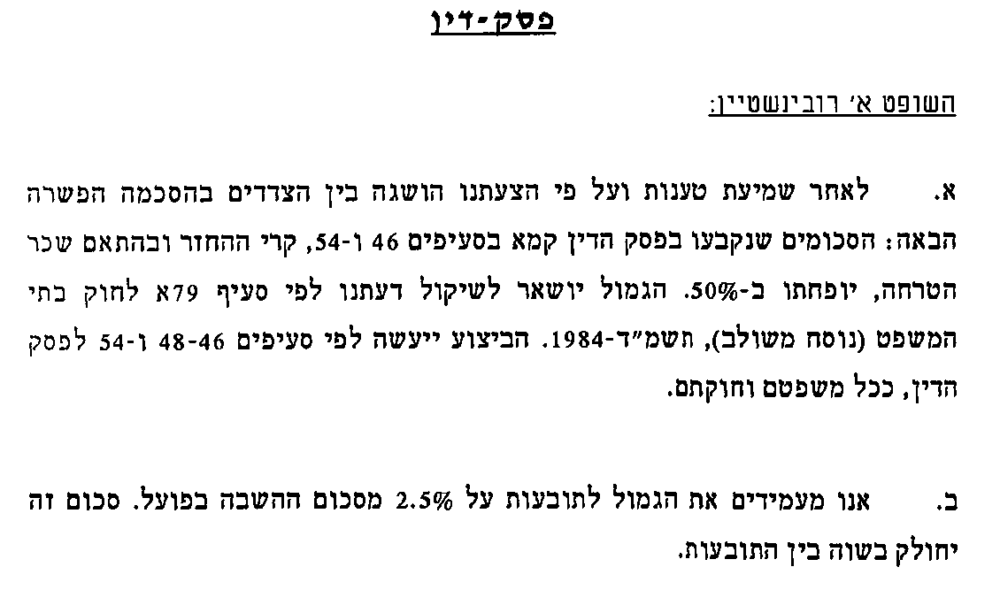 פסק-דין
השופט א' רובינשטיין:
א. לאחר שמיעת טענות ועל פי הצעתנו הושגה בין הצדדים בהסכמה הפשרה
הבאה: הסכומים שנקבעו בפסק הדין קמא בסעיפים 46 ו-54, קרי ההחזר ובהתאם שכר
הטרחה, יופחתו ב-50%. הגמול יושאר לשיקול דעתנו לפי סעיף 79א לחוק בתי
המשפט (נוסח משולב), תשמ"ד-1984. הביצוע ייעשה לפי סעיפים 48-46 ו-54 לפסק
הדין, ככל משפטם וחוקתם.
ב. אנו מעמידים את הגמול לתובעות על 2.5% מסכום ההשבה בפועל. סכום זה
יחולק בשוה בין התובעות.